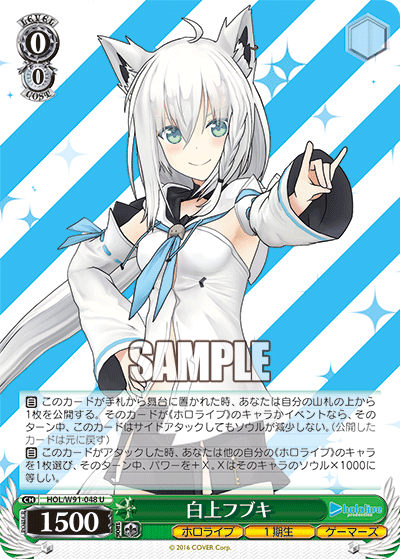 LEVEL
0
0
COST
SAMPLE
自 このカードが手札から舞台に置かれた時、あなたは自分の山札の上から
1枚を公開する。そのカードが《ホロライブ》のキャラかイベントなら、その
ターン中、このカードはサイドアタックしてもソウルが減少しない。(公開し
たカードは元に戻す)
自 このカードがアタックした時、あなたは他の自分の《ホロライブ》のキャ
ラを1枚選び、そのターン中、パワーを+X。Xはそのキャラのソウル×1000に
等しい。
CH HOL/W91-048 U
1500
白上フブキ
hololive
ホロライブ
1期生
ゲーマーズ
© 2016 COVER Corp.